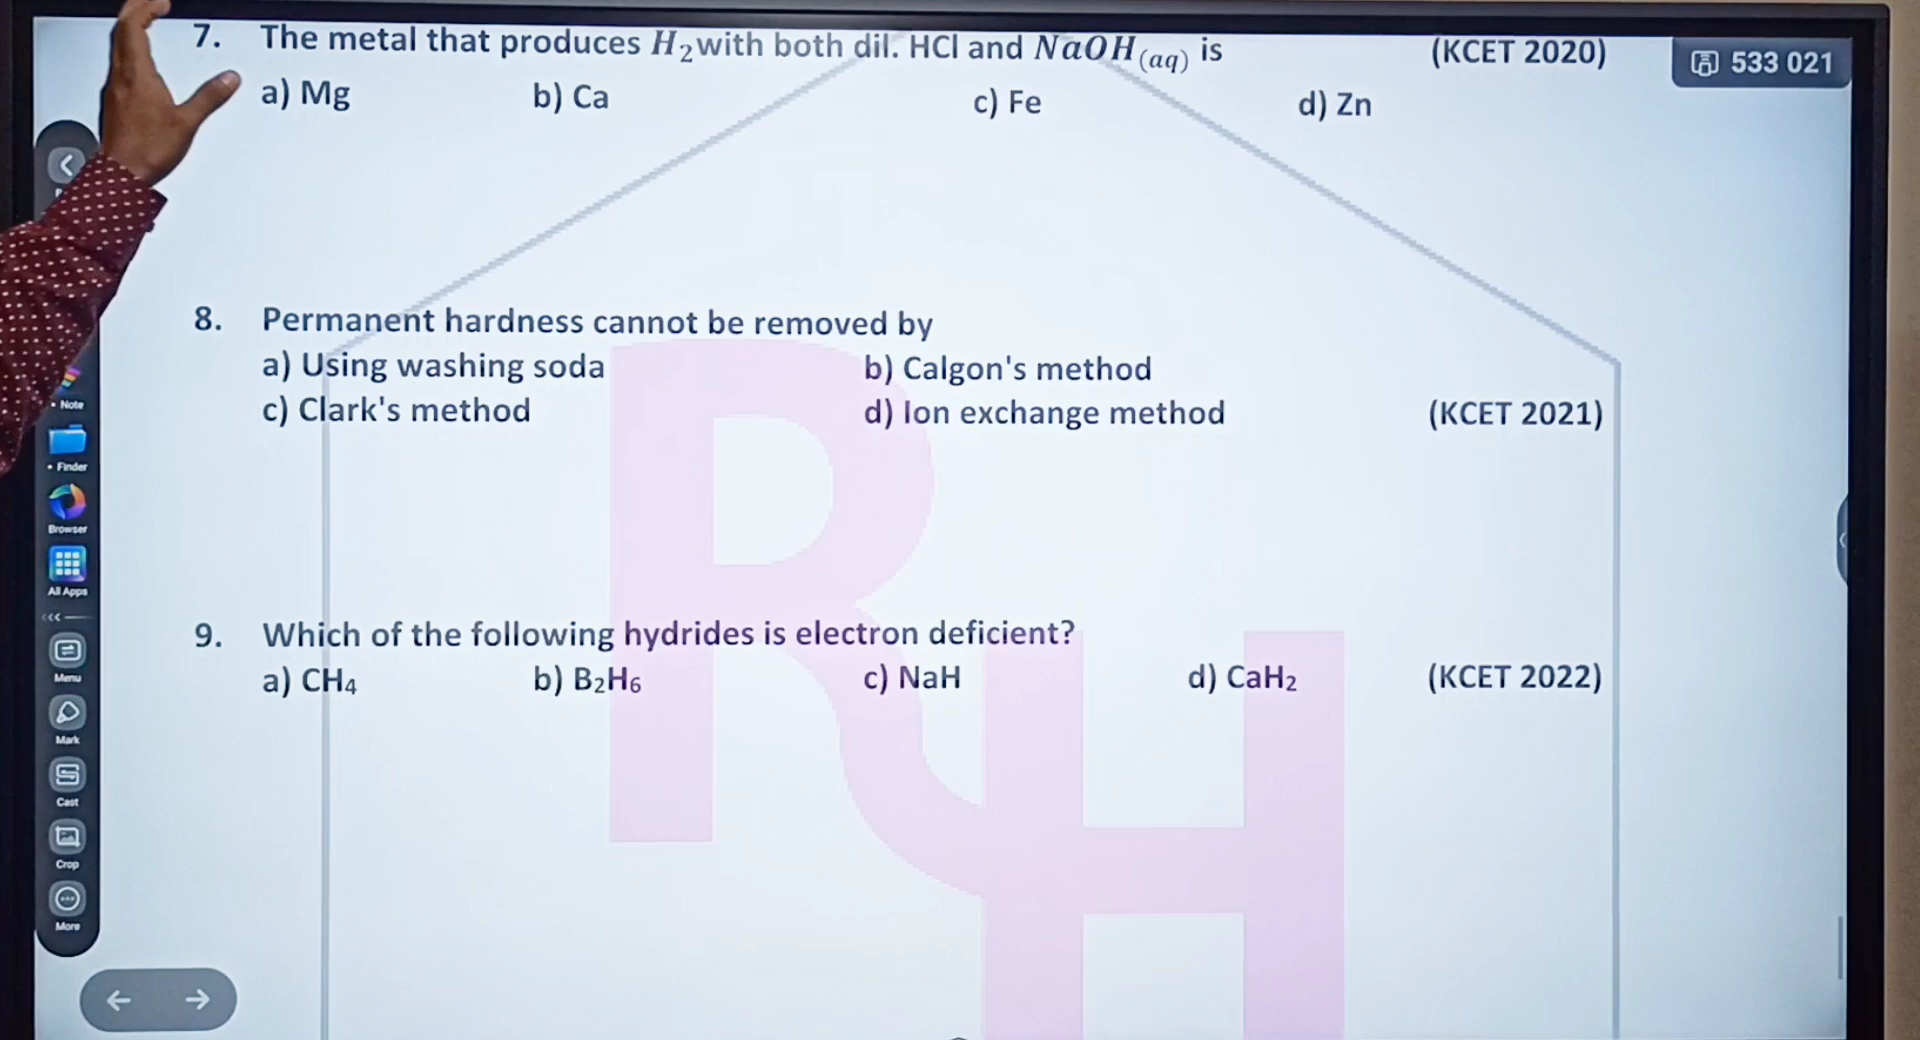 7. The metal that produces H₂with both dil. HCl and NaOH₍aq₎ is (KCET 2020)
533 021
a) Mg b) Ca c) Fe d) Zn
8. Permanent hardness cannot be removed by
a) Using washing soda b) Calgon's method
c) Clark's method d) Ion exchange method (KCET 2021)
9. Which of the following hydrides is electron deficient?
a) CH₄ b) B₂H₆ c) NaH d) CaH₂ (KCET 2022)
Note
Finder
Browser
All Apps
Menu
Mark
Cast
Crop
More
RH